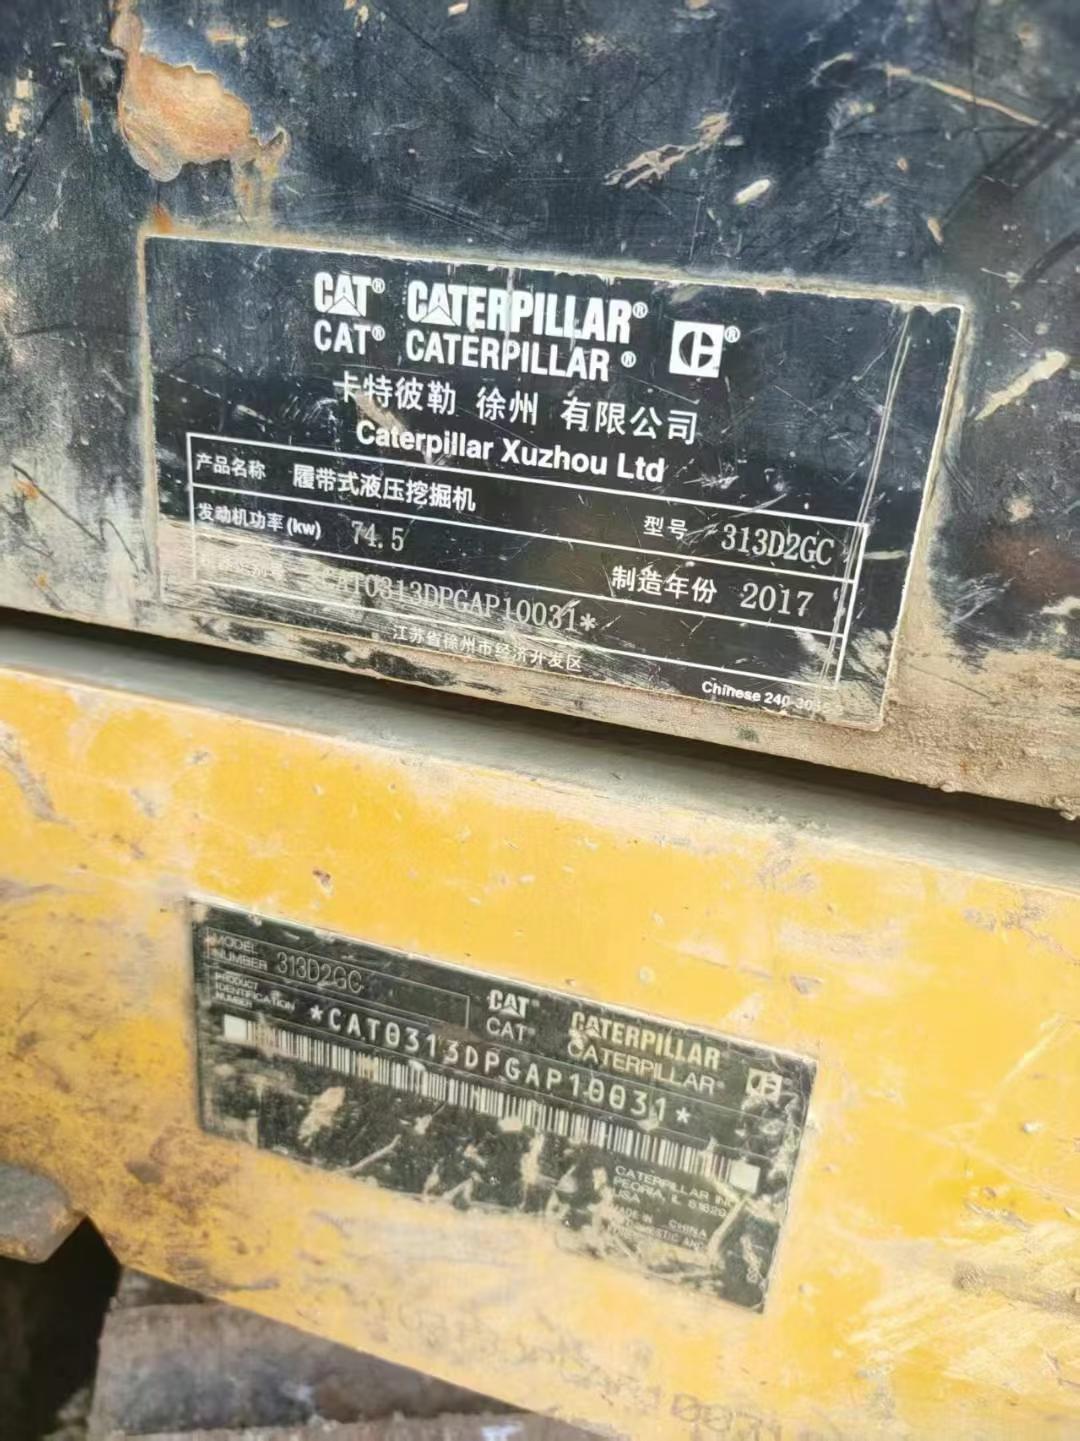 CAT® CATERPILLAR®
CAT® CATERPILLAR®
卡特彼勒 徐州 有限公司
Caterpillar Xuzhou Ltd
产品名称 履带式液压挖掘机 型号 313D2GC
发动机功率(kw) 74.5 制造年份 2017
CAT0313DPGAP10031*
江苏省徐州市经济开发区
Chinese 240-303
MODEL NUMBER 313D2GC
PRODUCT IDENTIFICATION NUMBER
CAT® CATERPILLAR
CAT® CATERPILLAR®
*CAT0313DPGAP10031*
CATERPILLAR
PEORIA, IL 61629
USA
MADE IN CHINA